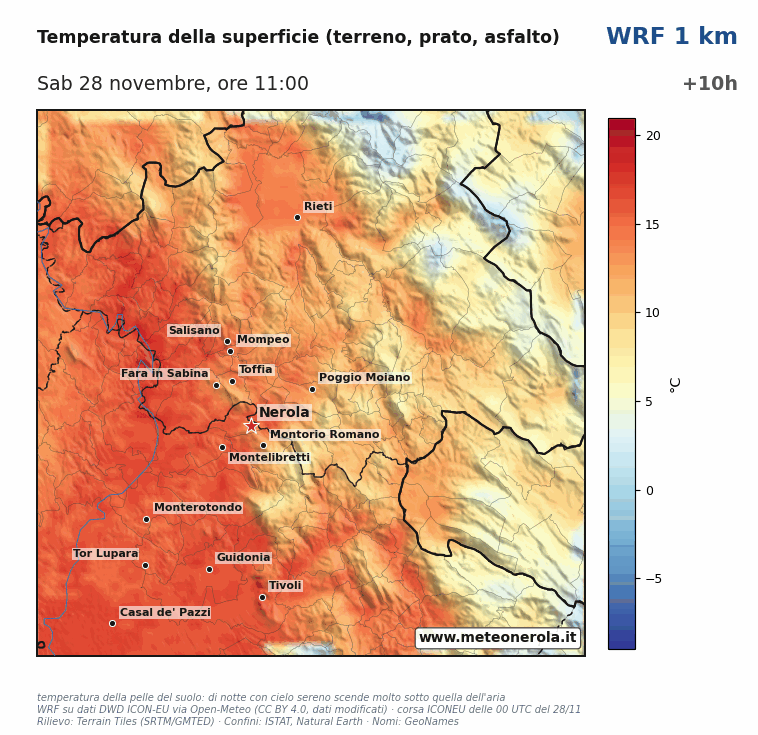 Temperatura della superficie (terreno, prato, asfalto)
WRF 1 km
Sab 28 novembre, ore 11:00
+10h
Rieti
Salisano
Mompeo
Fara in Sabina
Toffia
Poggio Moiano
Nerola
Montorio Romano
Montelibretti
Monterotondo
Tor Lupara
Guidonia
Tivoli
Casal de' Pazzi
www.meteonerola.it
20
15
10
5
0
−5
°C
temperatura della pelle del suolo: di notte con cielo sereno scende molto sotto quella dell'aria
WRF su dati DWD ICON-EU via Open-Meteo (CC BY 4.0, dati modificati) · corsa ICONEU delle 00 UTC del 28/11
Rilievo: Terrain Tiles (SRTM/GMTED) · Confini: ISTAT, Natural Earth · Nomi: GeoNames